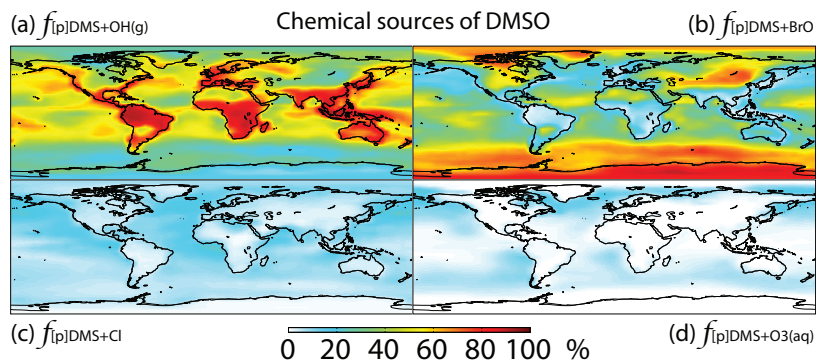 (a) f[p]DMS+OH(g) Chemical sources of DMSO (b) f[p]DMS+BrO
(c) f[p]DMS+Cl 0 20 40 60 80 100 % (d) f[p]DMS+O3(aq)